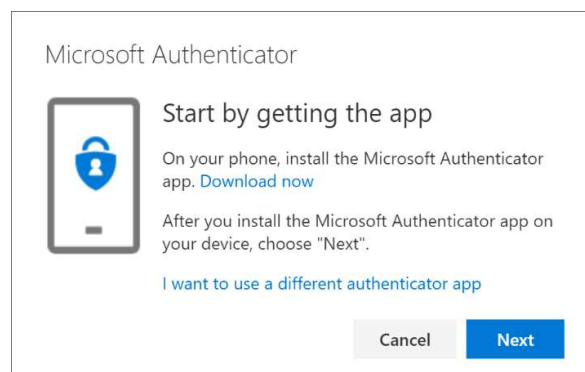 Microsoft Authenticator
Start by getting the app
On your phone, install the Microsoft Authenticator
app. Download now
After you install the Microsoft Authenticator app on
your device, choose "Next".
I want to use a different authenticator app
Cancel Next